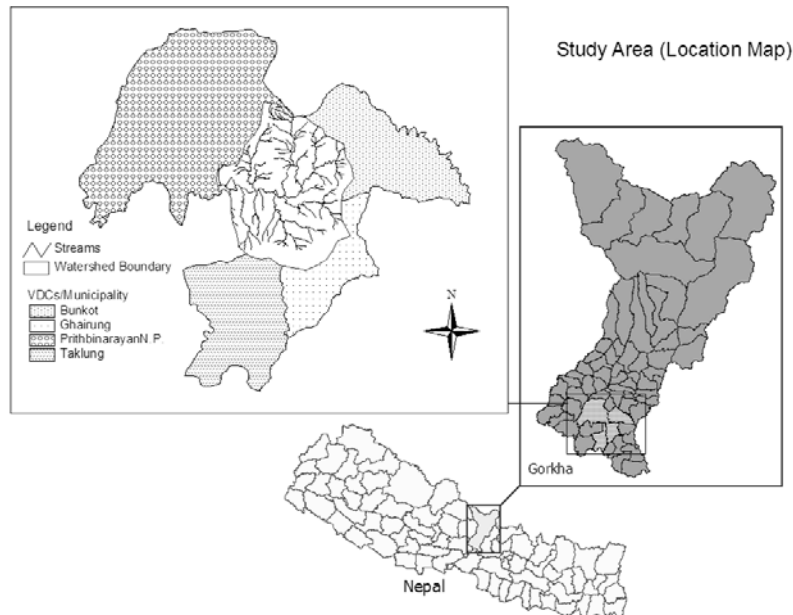 Study Area (Location Map)
Legend
Streams
Watershed Boundary
VDCs/Municipality
Bunkot
Ghairung
PrithbinarayanN.P.
Taklung
N
Gorkha
Nepal